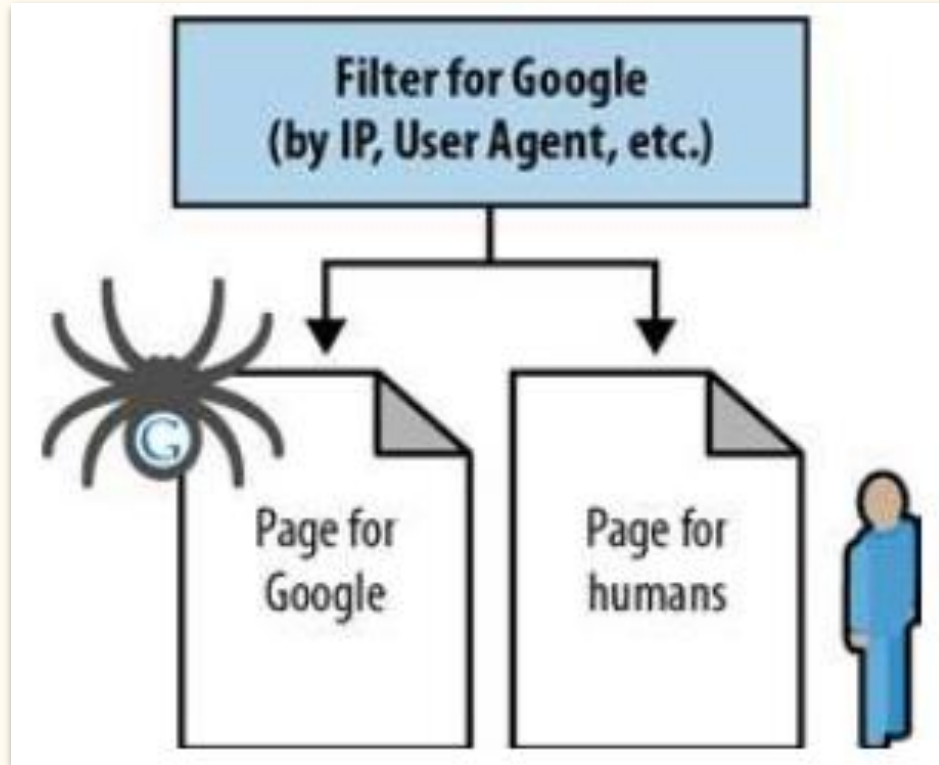 Filter for Google
(by IP, User Agent, etc.)
G
Page for
Google
Page for
humans